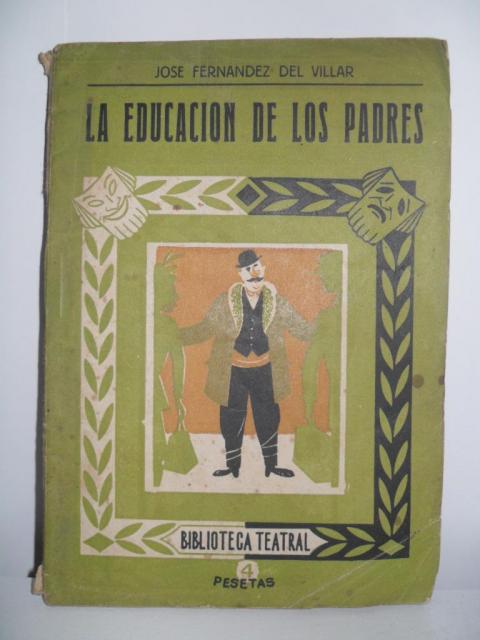 JOSE FERNANDEZ DEL VILLAR
LA EDUCACION DE LOS PADRES
BIBLIOTECA TEATRAL
4
PESETAS